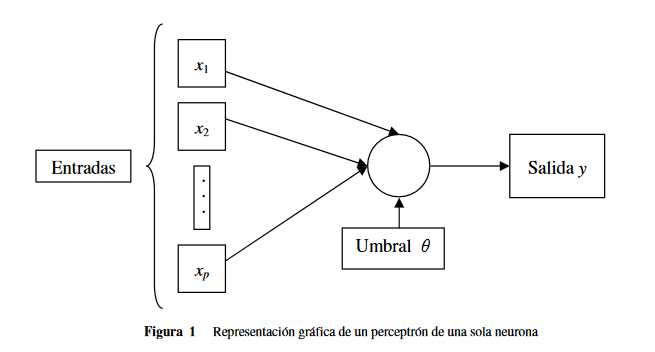 x1
x2
Entradas
⋮
xp
Salida y
Umbral θ
Figura 1 Representación gráfica de un perceptrón de una sola neurona